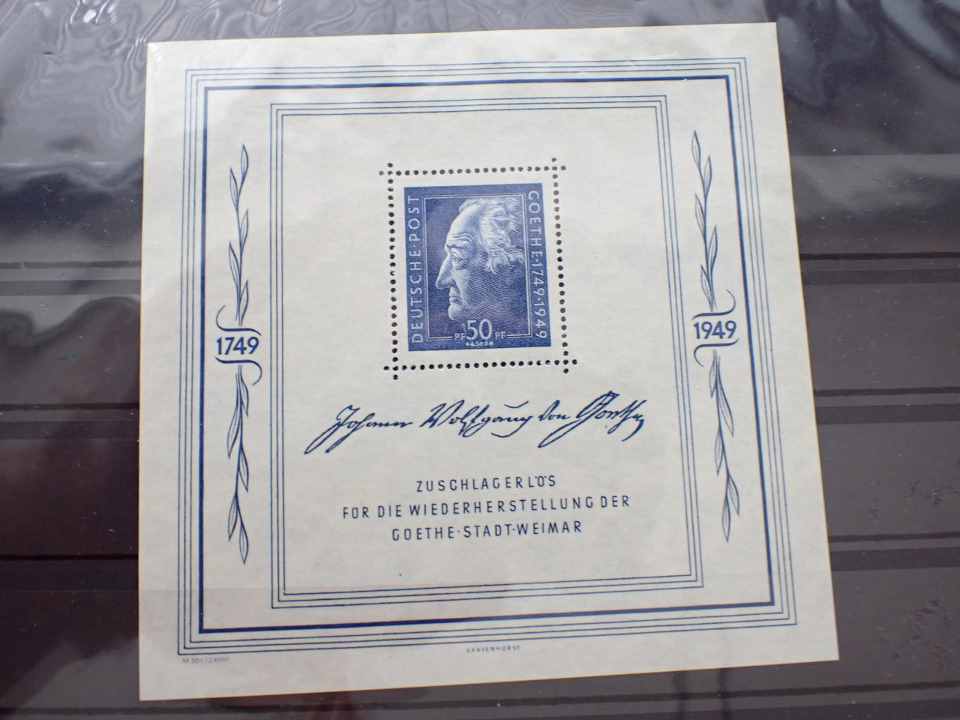 DEUTSCHE·POST
GOETHE·1749·1949
PF 50 PF
1749
1949
Johann Wolfgang von Goethe
ZUSCHLAGERLÖS
FÜR DIE WIEDERHERSTELLUNG DER
GOETHE·STADT·WEIMAR